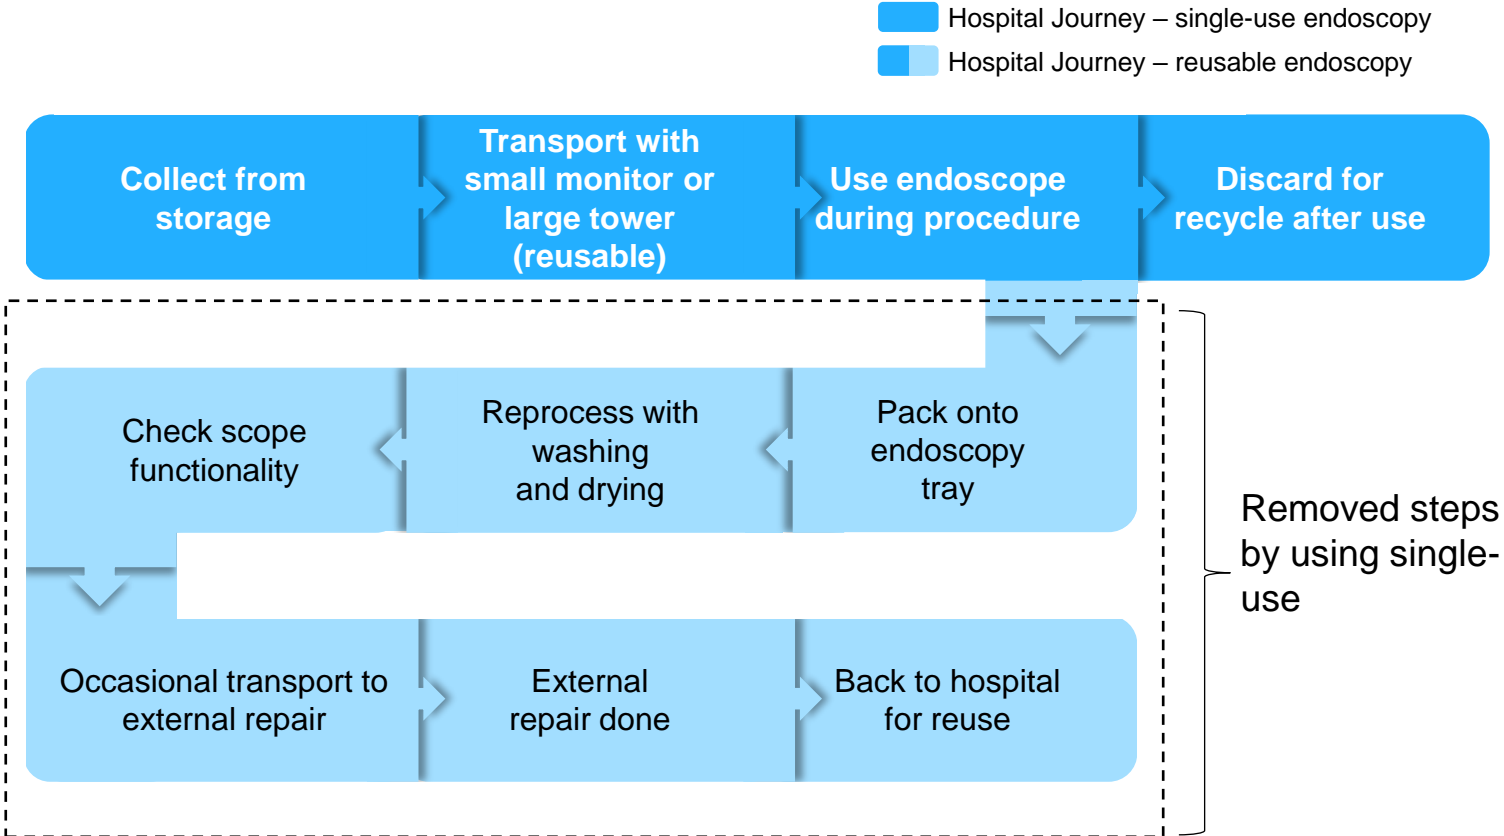 Hospital Journey – single-use endoscopy
Hospital Journey – reusable endoscopy
Collect from
storage
Transport with
small monitor or
large tower
(reusable)
Use endoscope
during procedure
Discard for
recycle after use
Pack onto
endoscopy
tray
Reprocess with
washing
and drying
Check scope
functionality
Occasional transport to
external repair
External
repair done
Back to hospital
for reuse
Removed steps
by using single-
use